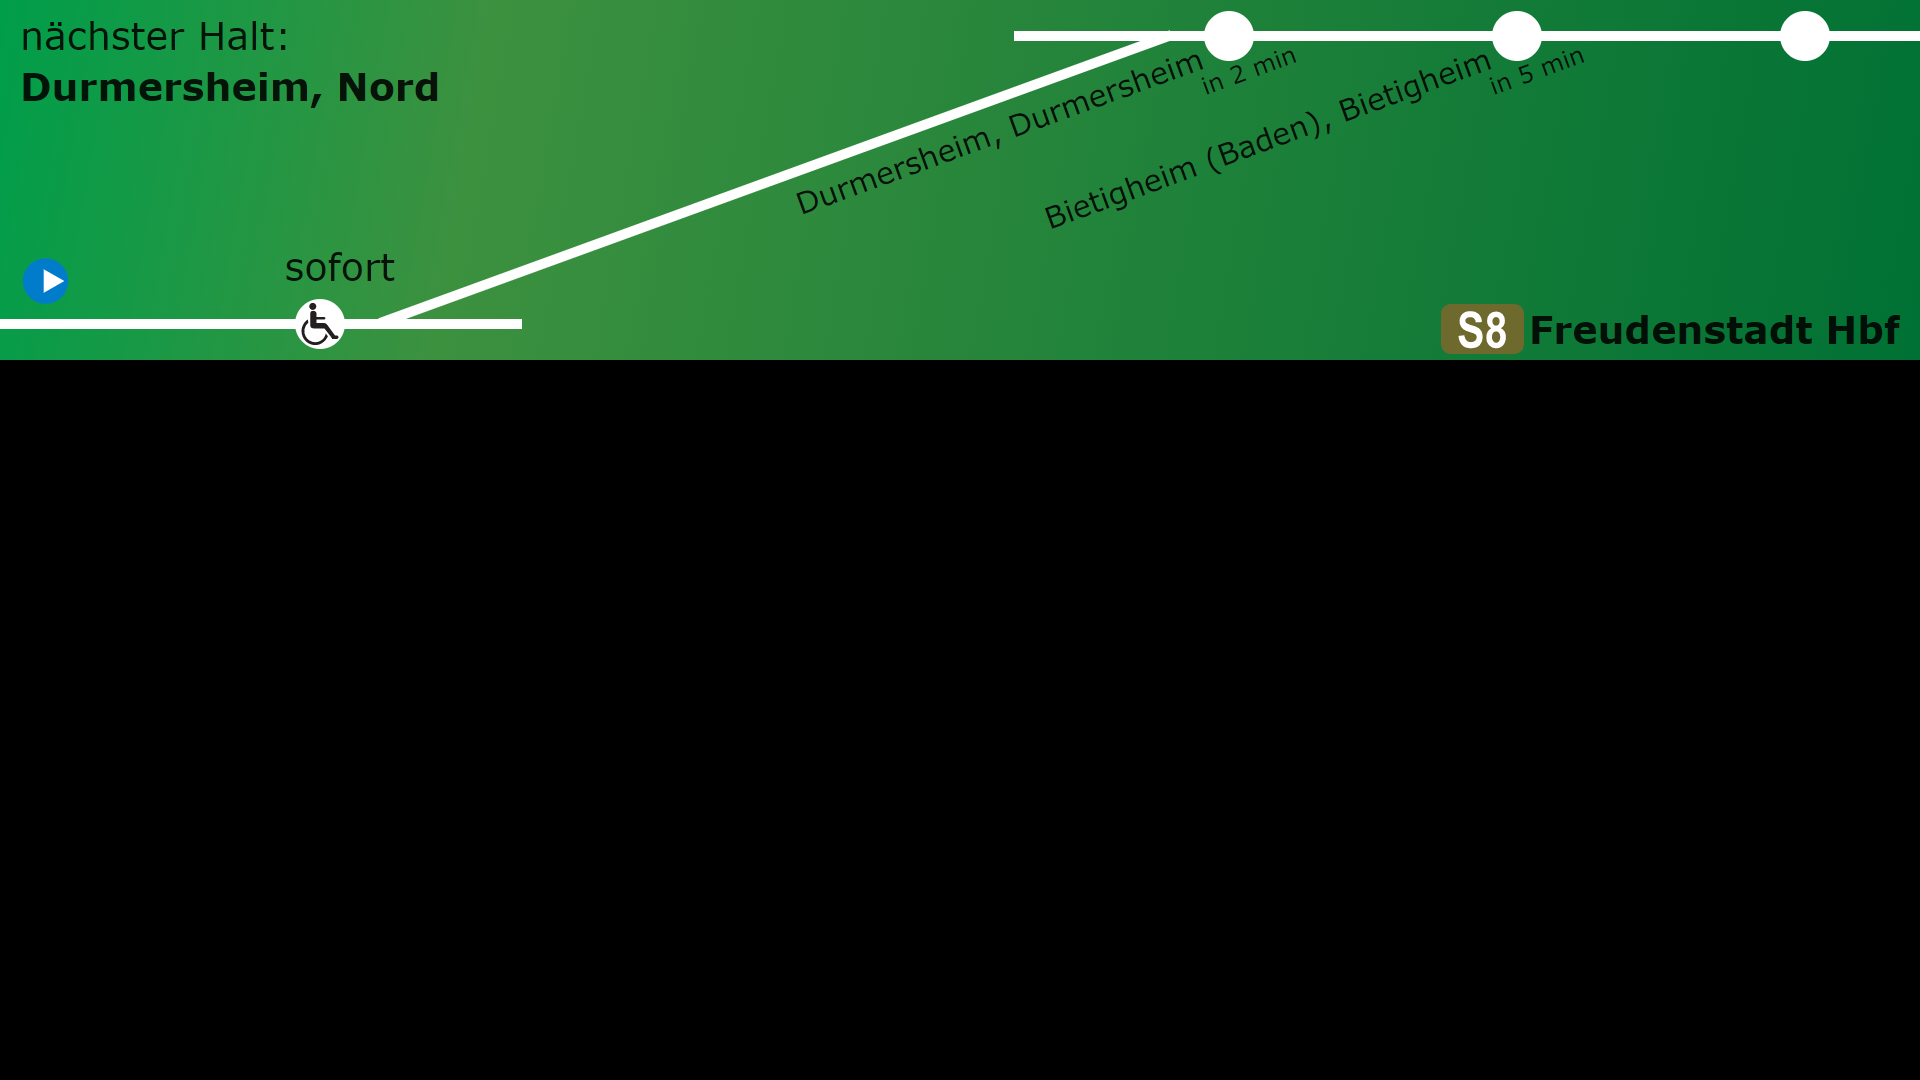 nächster Halt:
Durmersheim, Nord
sofort
Durmersheim, Durmersheim
in 2 min
Bietigheim (Baden), Bietigheim
in 5 min
S8 Freudenstadt Hbf